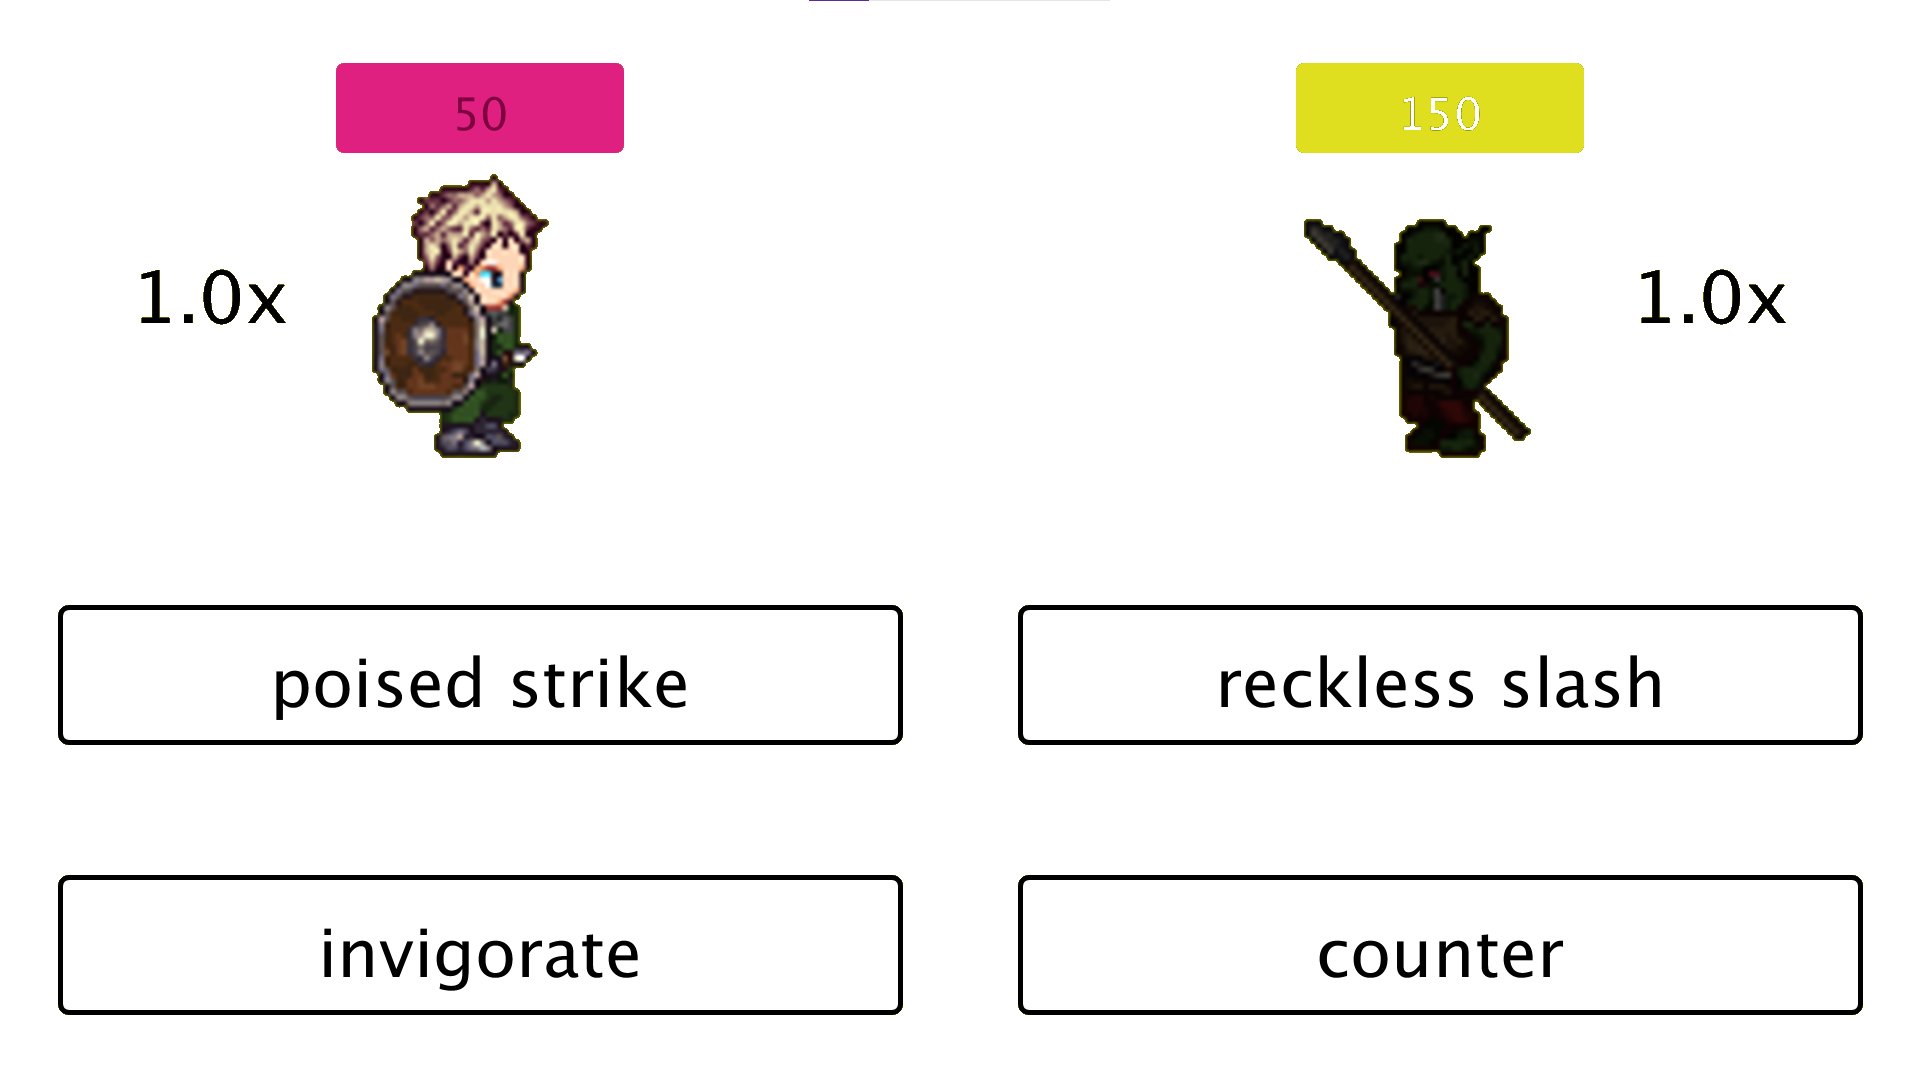 50
150
1.0x
1.0x
poised strike
reckless slash
invigorate
counter